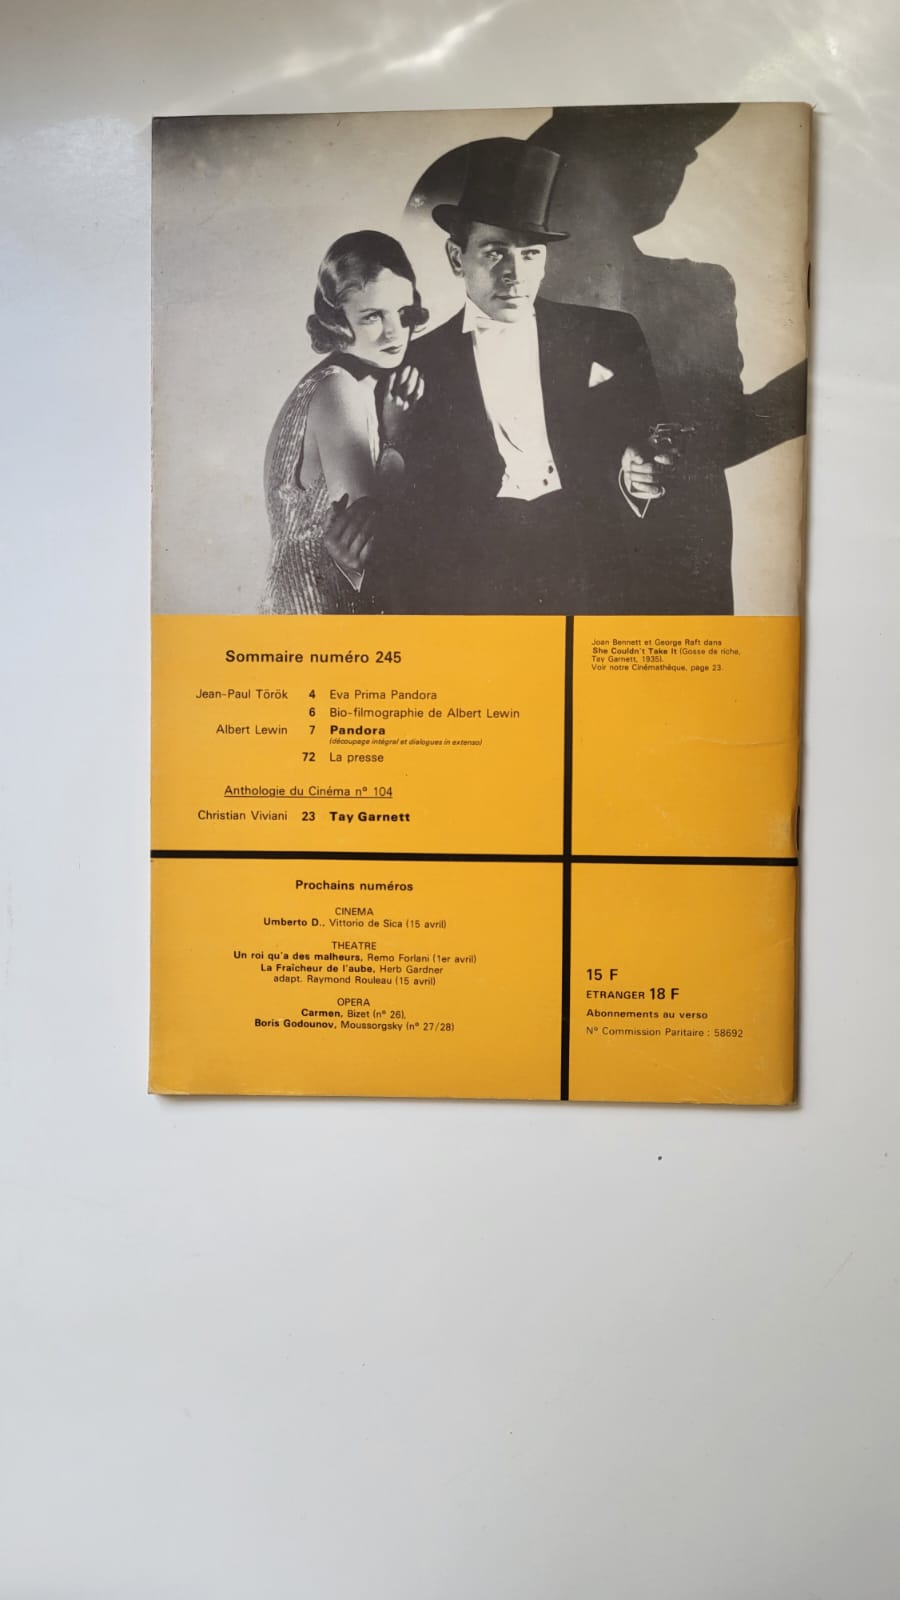 Sommaire numéro 245
Jean-Paul Török 4 Eva Prima Pandora
6 Bio-filmographie de Albert Lewin
Albert Lewin 7 Pandora
(découpage intégral et dialogues in extenso)
72 La presse
Anthologie du Cinéma n° 104
Christian Viviani 23 Tay Garnett
Joan Bennett et George Raft dans
She Couldn't Take It (Gosse de riche,
Tay Garnett, 1935).
Voir notre Cinémathèque, page 23.
Prochains numéros
CINEMA
Umberto D., Vittorio de Sica (15 avril)
THEATRE
Un roi qu'a des malheurs, Remo Forlani (1er avril)
La Fraîcheur de l'aube, Herb Gardner
adapt. Raymond Rouleau (15 avril)
OPERA
Carmen, Bizet (n° 26),
Boris Godounov, Moussorgsky (n° 27/28)
15 F
ETRANGER 18 F
Abonnements au verso
N° Commission Paritaire : 58692